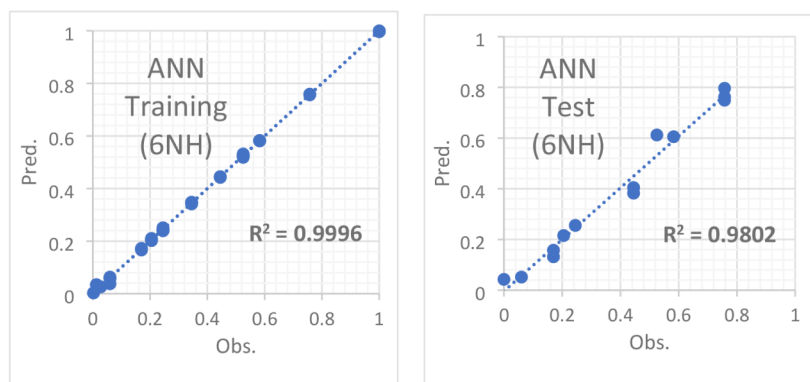 ANN
Training
(6NH)
R² = 0.9996
Pred.
1
0.8
0.6
0.4
0.2
0
0 0.2 0.4 0.6 0.8 1
Obs.
ANN
Test
(6NH)
R² = 0.9802
Pred.
1
0.8
0.6
0.4
0.2
0
0 0.2 0.4 0.6 0.8 1
Obs.